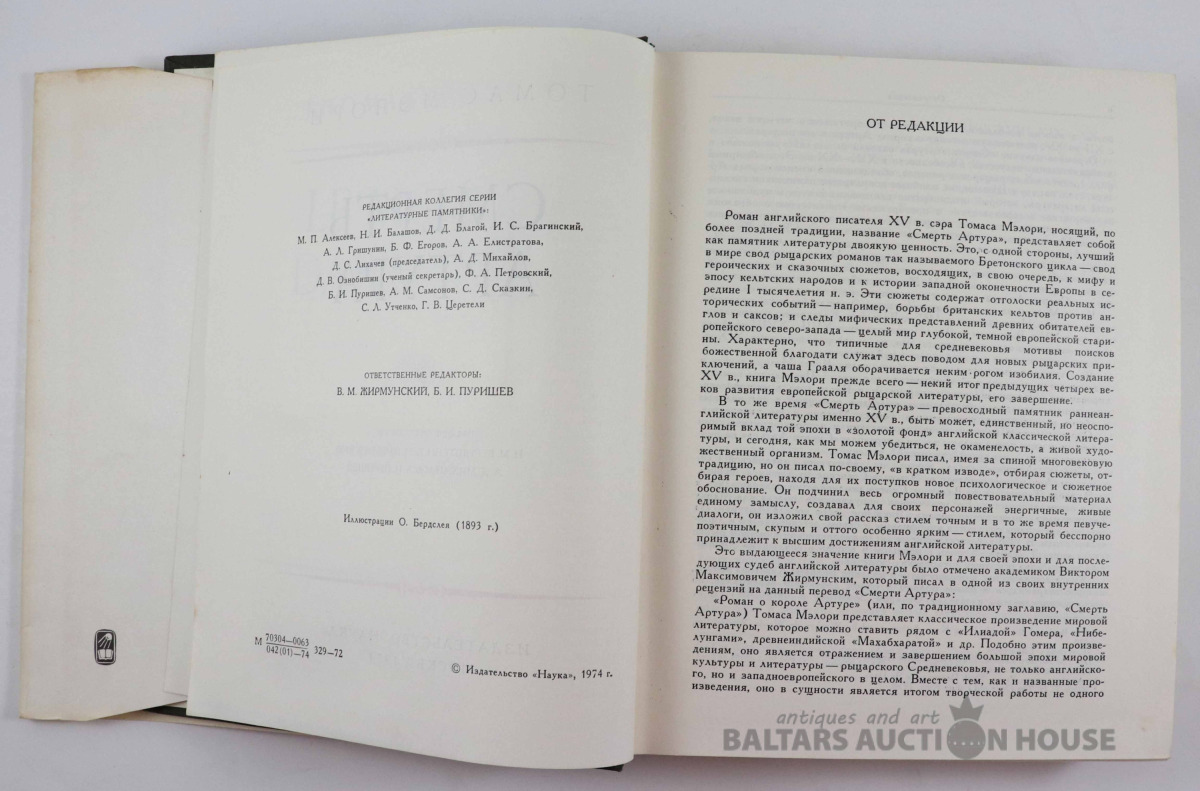 РЕДАКЦИОННАЯ КОЛЛЕГИЯ СЕРИИ
«ЛИТЕРАТУРНЫЕ ПАМЯТНИКИ»:
М. П. Алексеев, Н. И. Балашов, Д. Д. Благой, И. С. Брагинский,
А. Л. Гришунин, Б. Ф. Егоров, А. А. Елистратова,
Д. С. Лихачев (председатель), А. Д. Михайлов,
Д. В. Ознобишин (ученый секретарь), Ф. А. Петровский,
Б. И. Пуришев, А. М. Самсонов, С. Д. Сказкин,
С. Л. Утченко, Г. В. Церетели
ОТВЕТСТВЕННЫЕ РЕДАКТОРЫ:
В. М. ЖИРМУНСКИЙ, Б. И. ПУРИШЕВ
Иллюстрации О. Бердслея (1893 г.)
М 70304—0063
042(01)—74 329-72
© Издательство «Наука», 1974 г.
ОТ РЕДАКЦИИ
Роман английского писателя XV в. сэра Томаса Мэлори, носящий, по
более поздней традиции, название «Смерть Артура», представляет собой
как памятник литературы двоякую ценность. Это, с одной стороны, лучший
в мире свод рыцарских романов так называемого Бретонского цикла — свод
героических и сказочных сюжетов, восходящих, в свою очередь, к мифу и
эпосу кельтских народов и к истории западной оконечности Европы в се-
редине I тысячелетия н. э. Эти сюжеты содержат отголоски реальных ис-
торических событий — например, борьбы британских кельтов против ан-
глов и саксов; и следы мифических представлений древних обитателей ев-
ропейского северо-запада — целый мир глубокой, темной европейской стари-
ны. Характерно, что типичные для средневековья мотивы поисков
божественной благодати служат здесь поводом для новых рыцарских при-
ключений, а чаша Грааля оборачивается неким рогом изобилия. Создание
XV в., книга Мэлори прежде всего — некий итог предыдущих четырех ве-
ков развития европейской рыцарской литературы, его завершение.
В то же время «Смерть Артура» — превосходный памятник раннеан-
глийской литературы именно XV в., быть может, единственный, но неоспо-
римый вклад той эпохи в «золотой фонд» английской классической литера-
туры, и сегодня, как мы можем убедиться, не окаменелость, а живой худо-
жественный организм. Томас Мэлори писал, имея за спиной многовековую
традицию, но он писал по-своему, «в кратком изводе», отбирая сюжеты, от-
бирая героев, находя для их поступков новое психологическое и сюжетное
обоснование. Он подчинил весь огромный повествовательный материал
единому замыслу, создавал для своих персонажей энергичные, живые
диалоги, он изложил свой рассказ стилем точным и в то же время певуче-
поэтичным, скупым и оттого особенно ярким — стилем, который бесспорно
принадлежит к высшим достижениям английской литературы.
Это выдающееся значение книги Мэлори и для своей эпохи и для после-
дующих судеб английской литературы было отмечено академиком Виктором
Максимовичем Жирмунским, который писал в одной из своих внутренних
рецензий на данный перевод «Смерти Артура»:
«Роман о короле Артуре» (или, по традиционному заглавию, «Смерть
Артура») Томаса Мэлори представляет классическое произведение мировой
литературы, которое можно ставить рядом с «Илиадой» Гомера, «Нибе-
лунгами», древнеиндийской «Махабхаратой» и др. Подобно этим произве-
дениям, оно является отражением и завершением большой эпохи мировой
культуры и литературы — рыцарского Средневековья, не только английско-
го, но и западноевропейского в целом. Вместе с тем, как и названные про-
изведения, оно в сущности является итогом творческой работы не одного
antiques and art
BALTARS AUCTION HOUSE